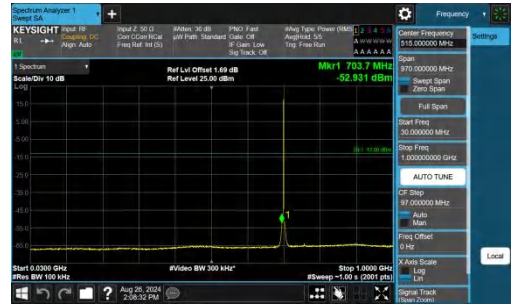 Spectrum Analyzer 1
Swept SA
+
Frequency
KEYSIGHT
Input: RF
Coupling: DC
Align: Auto
Input Z: 50 Ω
Corr CCorr RCal
Freq Ref: Int (S)
#Atten: 30 dB
µW Path: Standard
PNO: Fast
Gate: Off
IF Gain: Low
Sig Track: Off
#Avg Type: Power (RMS)
Avg|Hold: 5/5
Trig: Free Run
1 2 3 4 5 6
A W W W W W
A A A A A A
1 Spectrum
Scale/Div 10 dB
Ref Lvl Offset 1.69 dB
Ref Level 25.00 dBm
Mkr1 703.7 MHz
-52.931 dBm
Log
15.0
5.00
-5.00
-15.0
-25.0
-35.0
-45.0
-55.0
-65.0
1
Start 0.0300 GHz
#Res BW 100 kHz
#Video BW 300 kHz*
Stop 1.0000 GHz
#Sweep ~1.00 s (2001 pts)
Center Frequency
515.000000 MHz
Settings
Span
970.000000 MHz
Swept Span
Zero Span
Full Span
Start Freq
30.000000 MHz
Stop Freq
1.000000000 GHz
AUTO TUNE
CF Step
97.000000 MHz
Auto
Man
Freq Offset
0 Hz
X Axis Scale
Log
Lin
Local
Signal Track
(Span Zoom)
?
Aug 26, 2024
2:08:32 PM